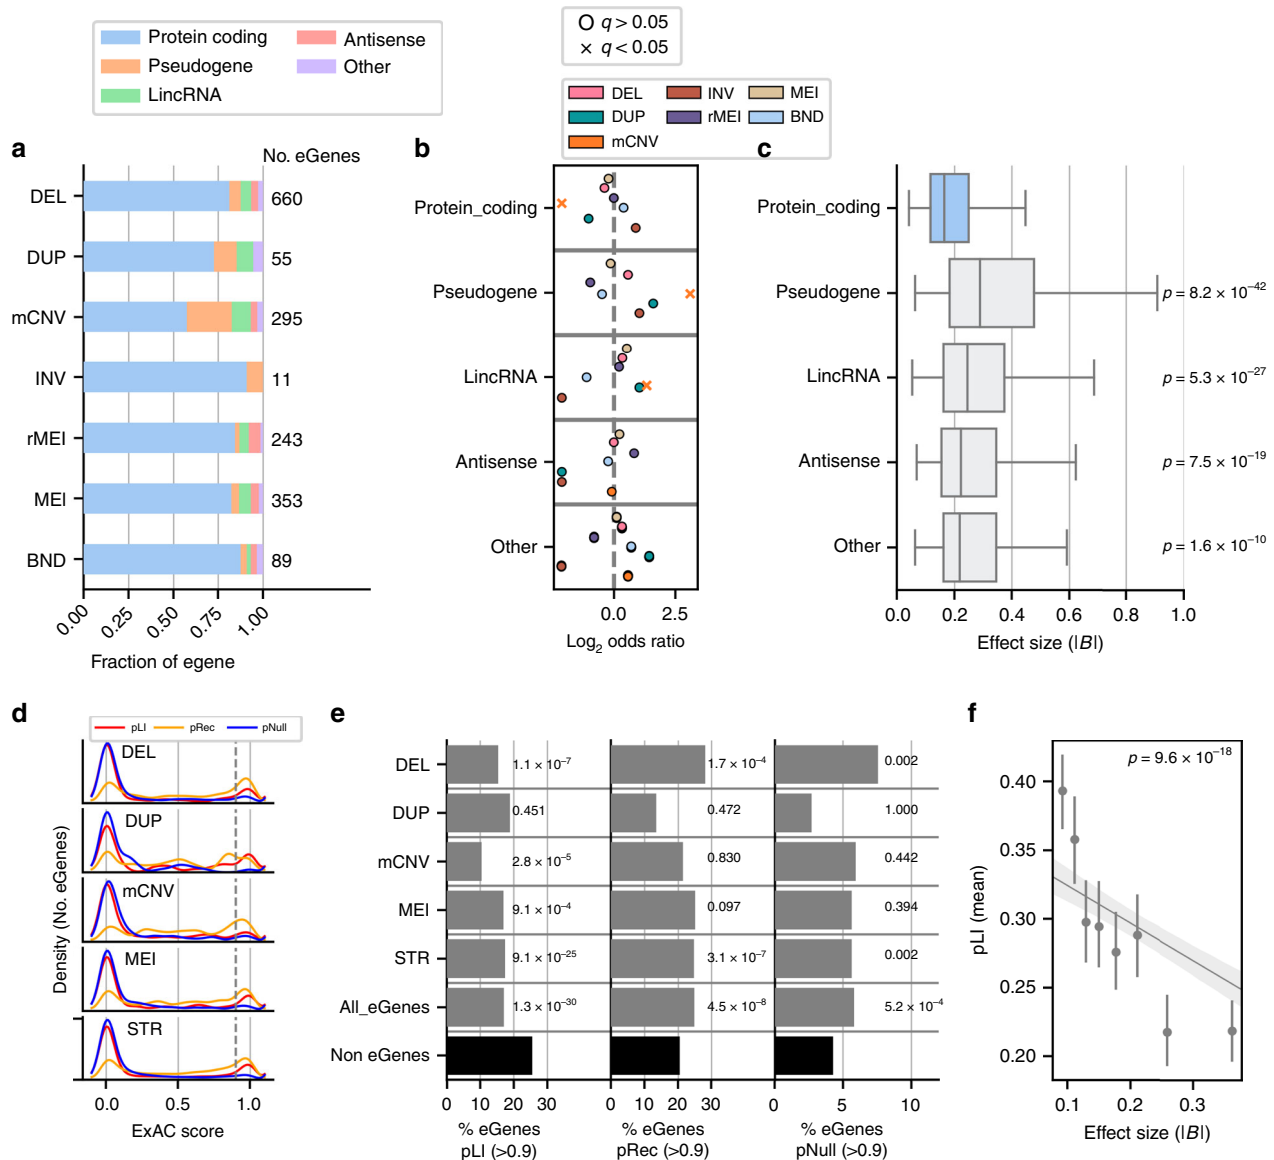 Protein coding
Pseudogene
LincRNA
Antisense
Other
O q > 0.05
× q < 0.05
DEL
DUP
mCNV
INV
rMEI
MEI
BND
a
No. eGenes
DEL
660
DUP
55
mCNV
295
INV
11
rMEI
243
MEI
353
BND
89
0.00
0.25
0.50
0.75
1.00
Fraction of egene
b
Protein_coding
Pseudogene
LincRNA
Antisense
Other
0.0
2.5
Log2 odds ratio
c
Protein_coding
Pseudogene
p = 8.2 × 10−42
LincRNA
p = 5.3 × 10−27
Antisense
p = 7.5 × 10−19
Other
p = 1.6 × 10−10
0.0
0.2
0.4
0.6
0.8
1.0
Effect size (|B|)
d
pLI
pRec
pNull
DEL
DUP
mCNV
MEI
STR
Density (No. eGenes)
0.0
0.5
1.0
ExAC score
e
DEL
1.1 × 10−7
1.7 × 10−4
0.002
DUP
0.451
0.472
1.000
mCNV
2.8 × 10−5
0.830
0.442
MEI
9.1 × 10−4
0.097
0.394
STR
9.1 × 10−25
3.1 × 10−7
0.002
All_eGenes
1.3 × 10−30
4.5 × 10−8
5.2 × 10−4
Non eGenes
0 10 20 30
% eGenes
pLI (>0.9)
0 10 20 30
% eGenes
pRec (>0.9)
0 5 10
% eGenes
pNull (>0.9)
f
p = 9.6 × 10−18
0.40
0.35
0.30
0.25
0.20
pLI (mean)
0.1
0.2
0.3
Effect size (|B|)